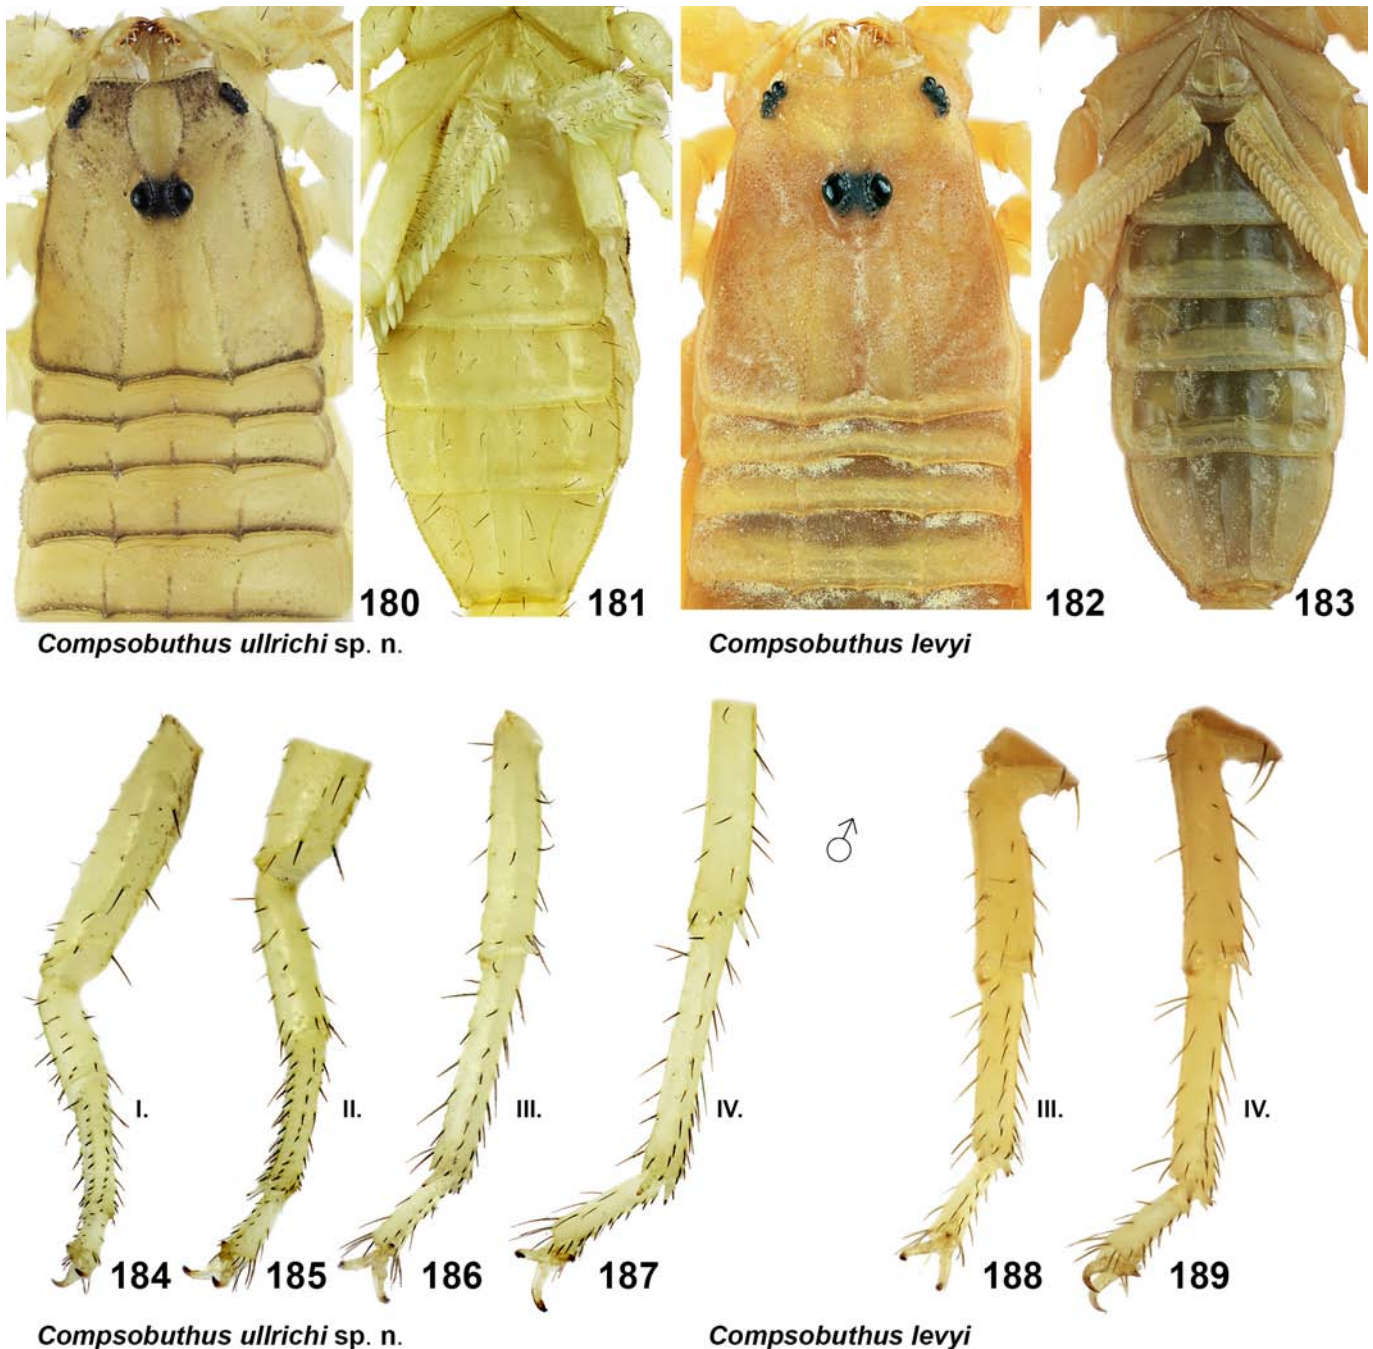 180 181 182 183
Compsobuthus ullrichi sp. n. Compsobuthus levyi
I. II. III. IV. III. IV.
184 185 186 187 188 189
Compsobuthus ullrichi sp. n. Compsobuthus levyi